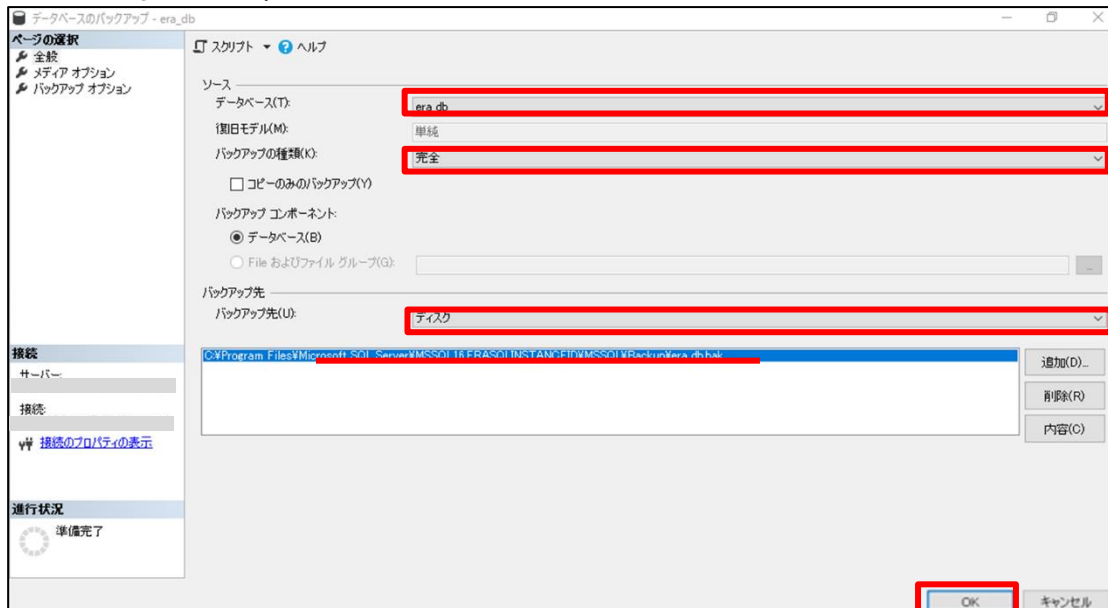 データベースのバックアップ - era_db
ページの選択
全般
メディア オプション
バックアップ オプション
スクリプト ヘルプ
ソース
データベース(T): era_db
復旧モデル(M): 単純
バックアップの種類(K): 完全
コピーのみのバックアップ(Y)
バックアップ コンポーネント:
データベース(B)
File およびファイル グループ(G): ...
バックアップ先
バックアップ先(U): ディスク
C:¥Program Files¥Microsoft SQL Server¥MSSQL16.ERASQLINSTANCEID¥MSSQL¥Backup¥era_db.bak
追加(D)...
削除(R)
内容(C)
接続
サーバー:
接続:
接続のプロパティの表示
進行状況
準備完了
OK キャンセル